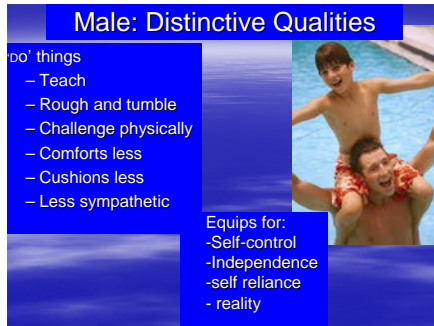 Male: Distinctive Qualities
'DO' things
– Teach
– Rough and tumble
– Challenge physically
– Comforts less
– Cushions less
– Less sympathetic
Equips for:
-Self-control
-Independence
-self reliance
- reality